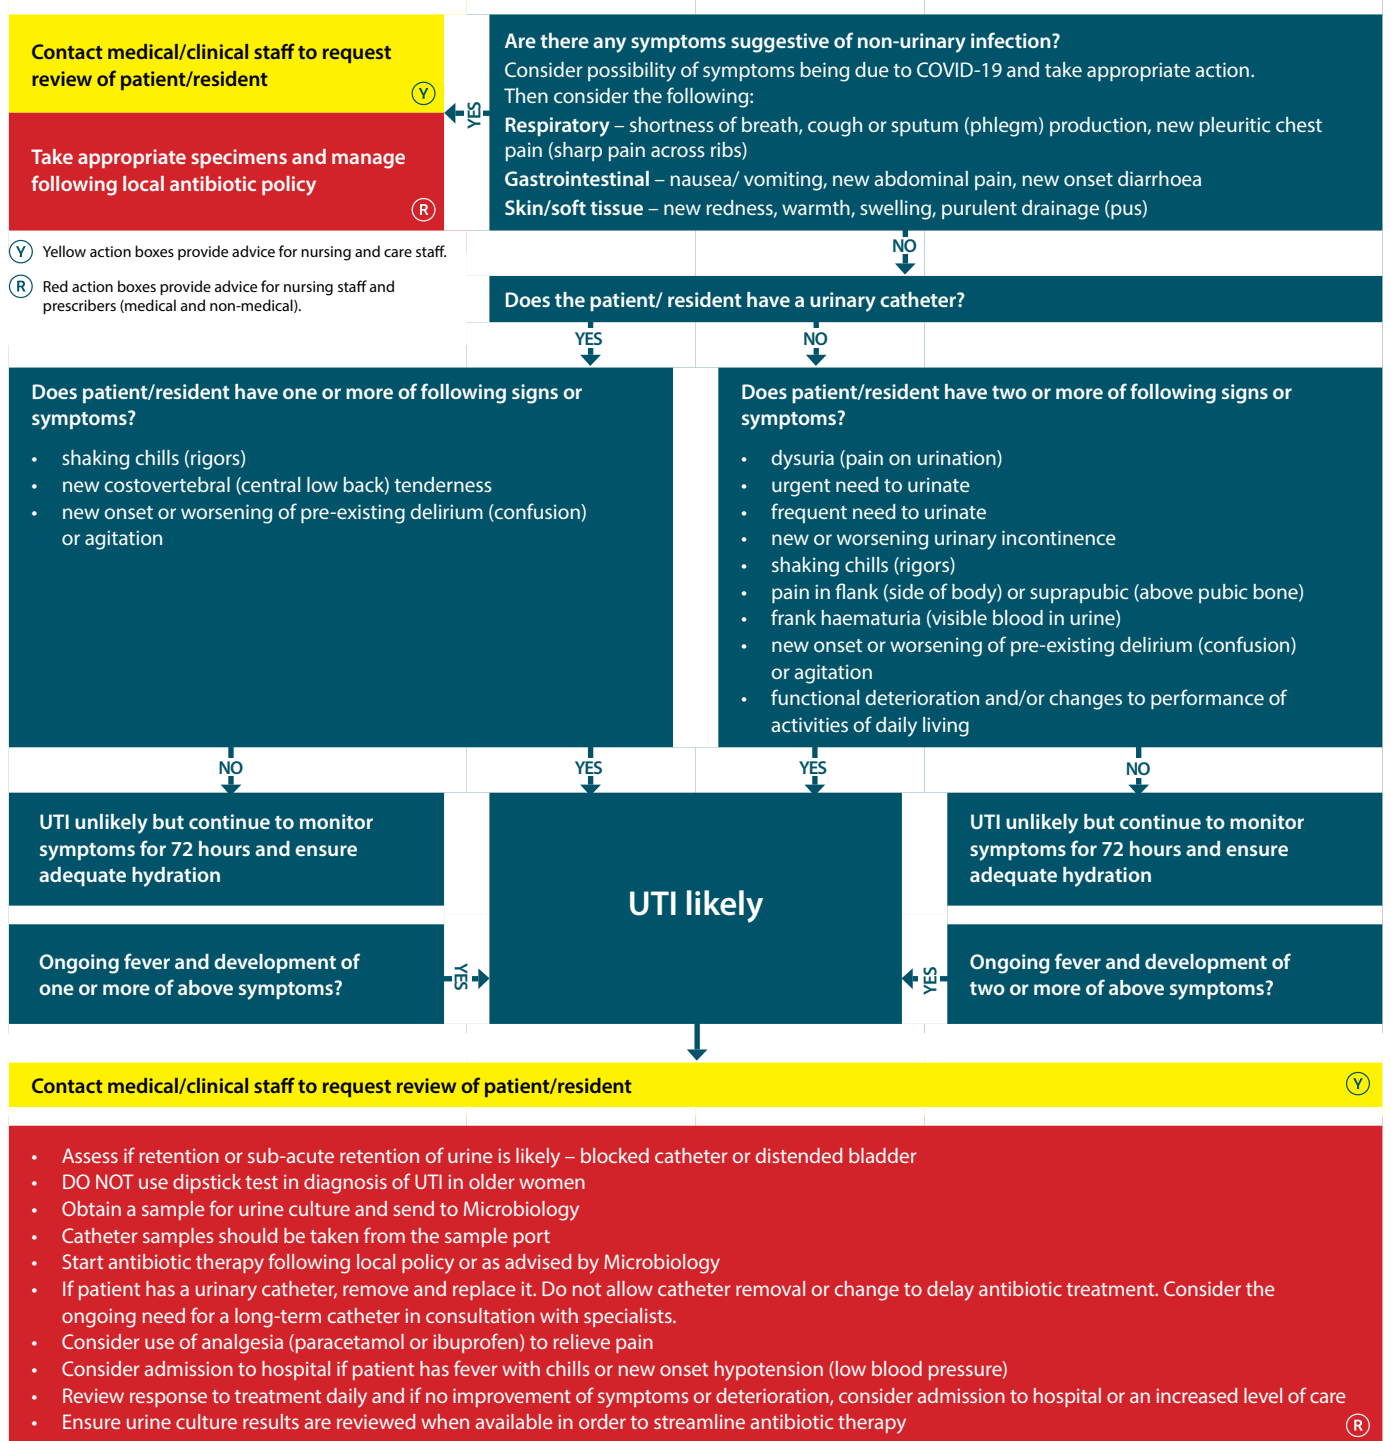 Contact medical/clinical staff to request
review of patient/resident
Y
Take appropriate specimens and manage
following local antibiotic policy
R
Y Yellow action boxes provide advice for nursing and care staff.
R Red action boxes provide advice for nursing staff and
prescribers (medical and non-medical).
YES
Are there any symptoms suggestive of non-urinary infection?
Consider possibility of symptoms being due to COVID-19 and take appropriate action.
Then consider the following:
Respiratory – shortness of breath, cough or sputum (phlegm) production, new pleuritic chest
pain (sharp pain across ribs)
Gastrointestinal – nausea/ vomiting, new abdominal pain, new onset diarrhoea
Skin/soft tissue – new redness, warmth, swelling, purulent drainage (pus)
NO
Does the patient/ resident have a urinary catheter?
YES
NO
Does patient/resident have one or more of following signs or
symptoms?
• shaking chills (rigors)
• new costovertebral (central low back) tenderness
• new onset or worsening of pre-existing delirium (confusion)
or agitation
Does patient/resident have two or more of following signs or
symptoms?
• dysuria (pain on urination)
• urgent need to urinate
• frequent need to urinate
• new or worsening urinary incontinence
• shaking chills (rigors)
• pain in flank (side of body) or suprapubic (above pubic bone)
• frank haematuria (visible blood in urine)
• new onset or worsening of pre-existing delirium (confusion)
or agitation
• functional deterioration and/or changes to performance of
activities of daily living
NO
YES
YES
NO
UTI unlikely but continue to monitor
symptoms for 72 hours and ensure
adequate hydration
Ongoing fever and development of
one or more of above symptoms?
YES
UTI likely
YES
UTI unlikely but continue to monitor
symptoms for 72 hours and ensure
adequate hydration
Ongoing fever and development of
two or more of above symptoms?
Contact medical/clinical staff to request review of patient/resident
Y
• Assess if retention or sub-acute retention of urine is likely – blocked catheter or distended bladder
• DO NOT use dipstick test in diagnosis of UTI in older women
• Obtain a sample for urine culture and send to Microbiology
• Catheter samples should be taken from the sample port
• Start antibiotic therapy following local policy or as advised by Microbiology
• If patient has a urinary catheter, remove and replace it. Do not allow catheter removal or change to delay antibiotic treatment. Consider the
ongoing need for a long-term catheter in consultation with specialists.
• Consider use of analgesia (paracetamol or ibuprofen) to relieve pain
• Consider admission to hospital if patient has fever with chills or new onset hypotension (low blood pressure)
• Review response to treatment daily and if no improvement of symptoms or deterioration, consider admission to hospital or an increased level of care
• Ensure urine culture results are reviewed when available in order to streamline antibiotic therapy
R